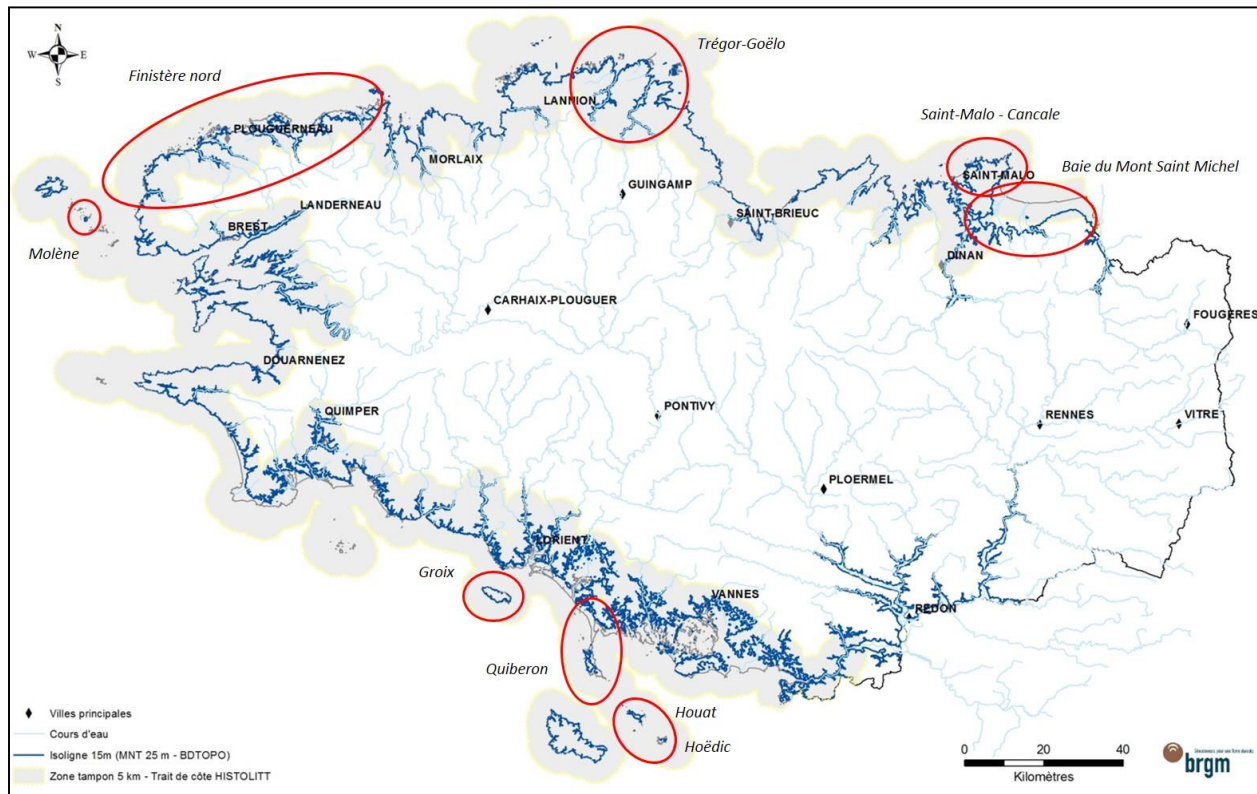 N
W E
S
Trégor-Goëlo
Finistère nord
LANNION
Saint-Malo - Cancale
PLOUGUERNEAU
MORLAIX
Baie du Mont Saint Michel
SAINT-MALO
GUINGAMP
LANDERNEAU
SAINT-BRIEUC
BREST
Molène
DINAN
CARHAIX-PLOUGUER
FOUGERES
DOUARNENEZ
QUIMPER
PONTIVY
RENNES
VITRE
PLOERMEL
LORIENT
Groix
VANNES
REDON
Quiberon
Houat
Hoëdic
Villes principales
Cours d'eau
Isoligne 15m (MNT 25 m - BDTOPO)
Zone tampon 5 km - Trait de côte HISTOLITT
0 20 40
Kilomètres
brgm